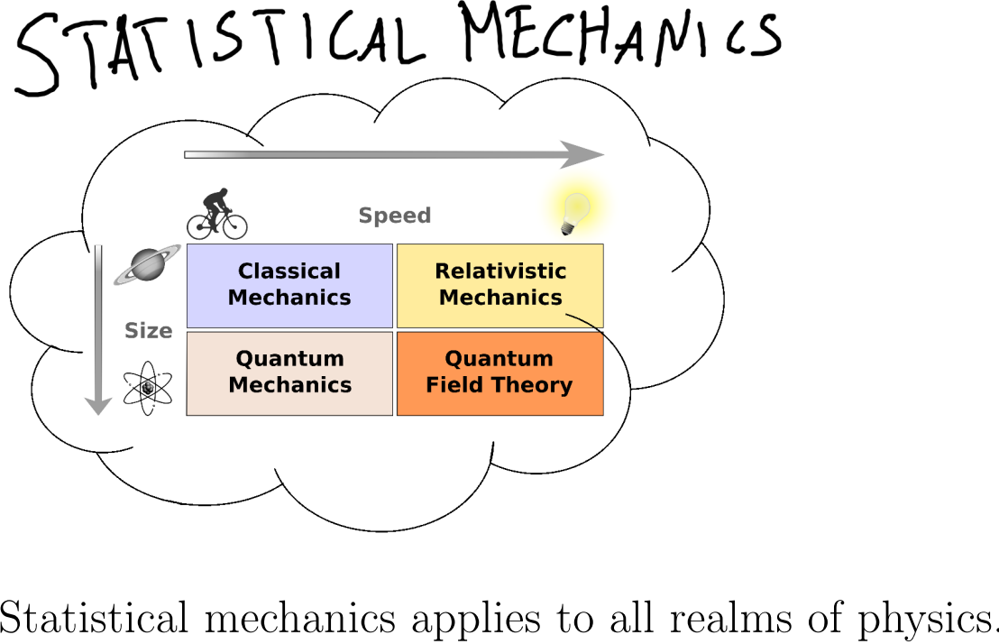 STATISTICAL MECHANICS
Speed
Classical
Mechanics
Relativistic
Mechanics
Size
Quantum
Mechanics
Quantum
Field Theory
Statistical mechanics applies to all realms of physics.